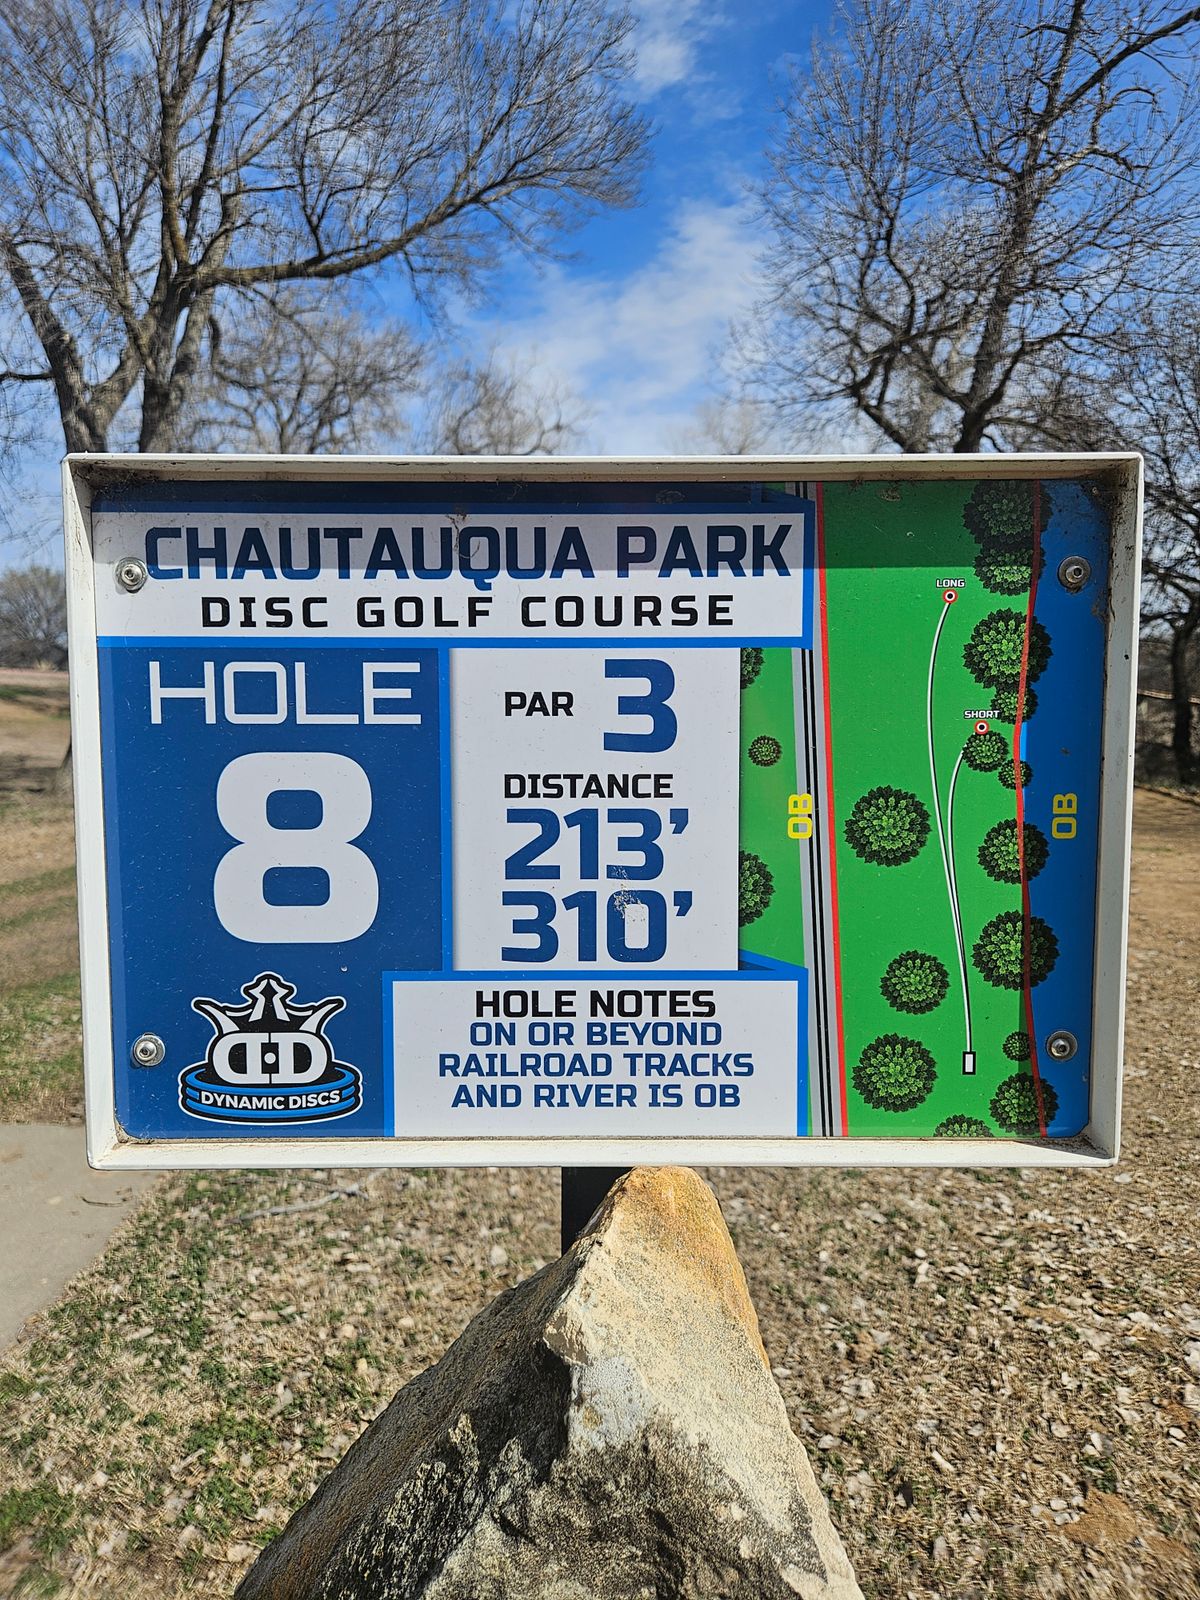 CHAUTAUQUA PARK
DISC GOLF COURSE
HOLE
8
PAR 3
DISTANCE
213'
310'
HOLE NOTES
ON OR BEYOND
RAILROAD TRACKS
AND RIVER IS OB
DD
DYNAMIC DISCS
LONG
SHORT
OB
OB